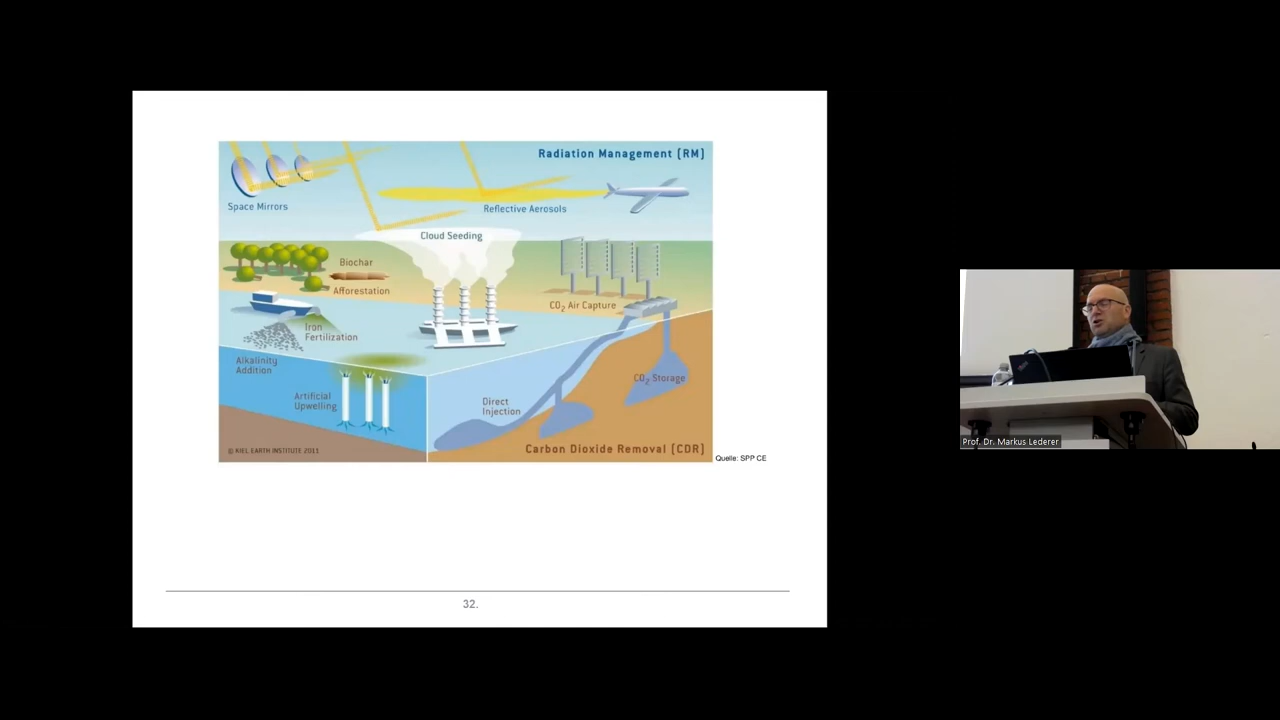 Radiation Management (RM)
Space Mirrors
Reflective Aerosols
Cloud Seeding
Biochar
Afforestation
CO₂ Air Capture
Iron
Fertilization
Alkalinity
Addition
CO₂ Storage
Artificial
Upwelling
Direct
Injection
Carbon Dioxide Removal (CDR)
© KIEL EARTH INSTITUTE 2011
Quelle: SPP CE
32.
Prof. Dr. Markus Lederer